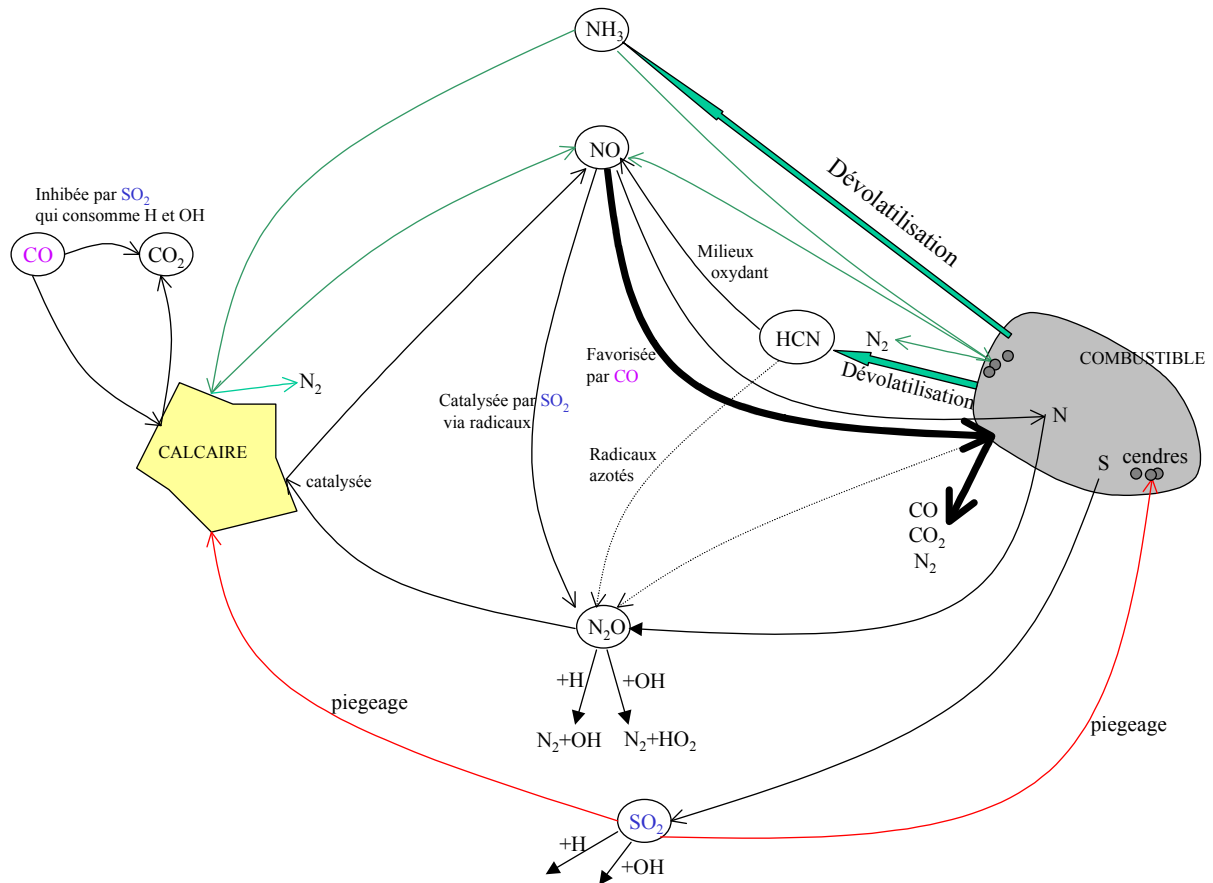 NH₃
NO
Dévolatilisation
Inhibée par SO₂
qui consomme H et OH
CO
CO₂
Milieux
oxydant
HCN
N₂
COMBUSTIBLE
Favorisée
par CO
Dévolatilisation
N₂
Catalysée par SO₂
via radicaux
N
CALCAIRE
Radicaux
azotés
S
cendres
catalysée
CO
CO₂
N₂
N₂O
+H
+OH
piegeage
piegeage
N₂+OH
N₂+HO₂
SO₂
+H
+OH